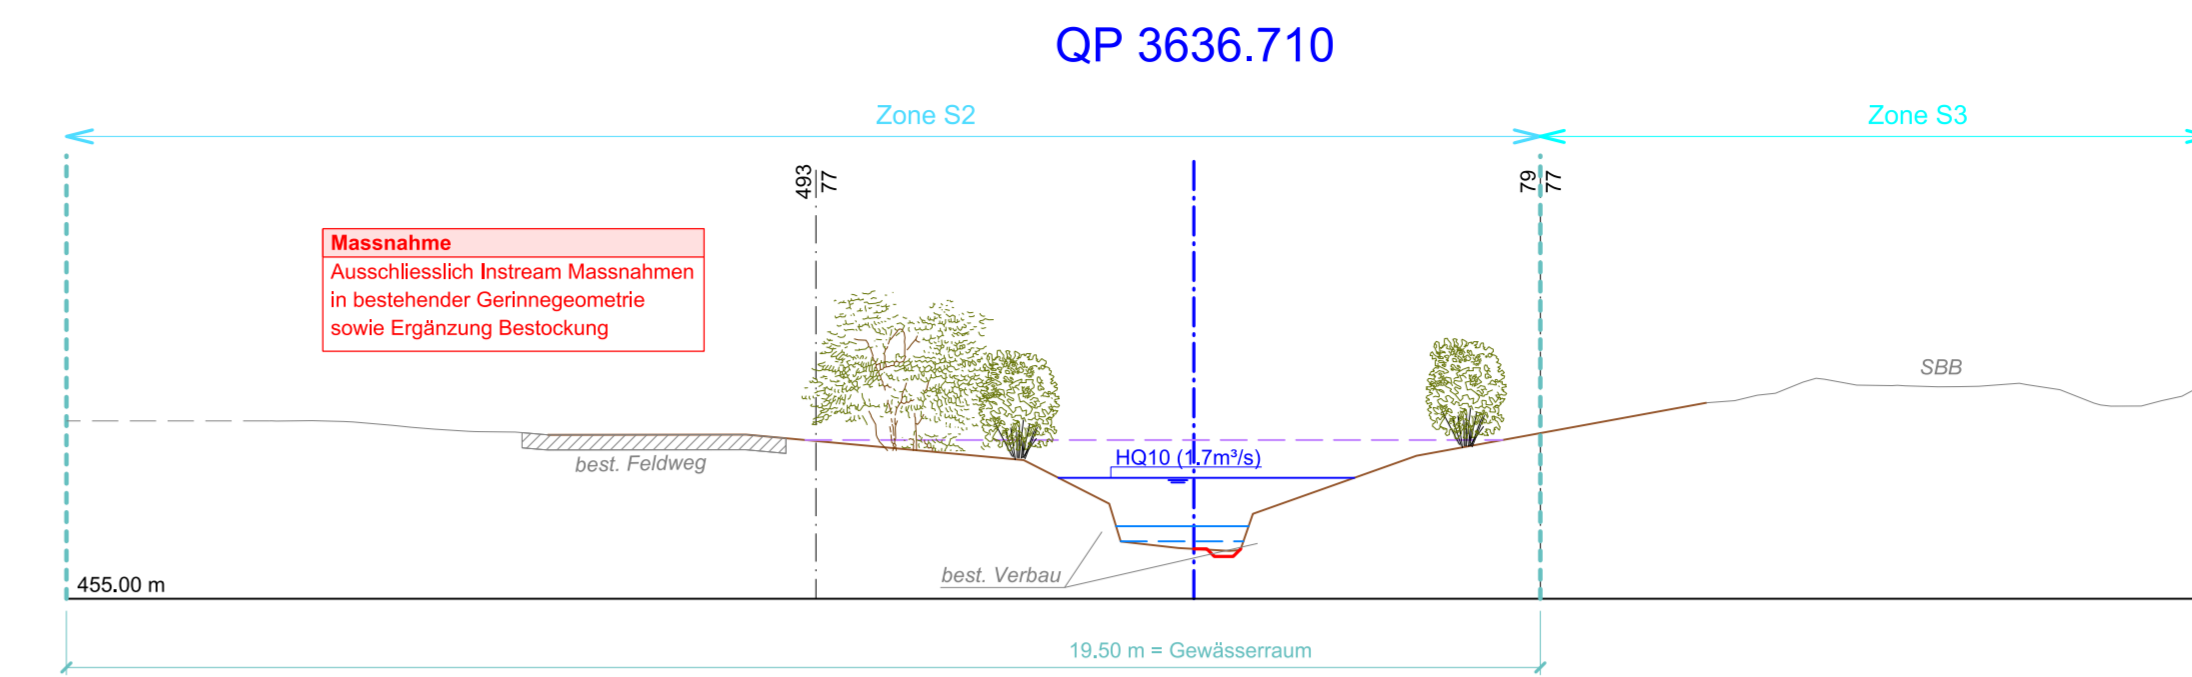 QP 3636.710
Zone S2
Zone S3
493
77
79
77
Massnahme
Ausschliesslich Instream Massnahmen
in bestehender Gerinnegeometrie
sowie Ergänzung Bestockung
SBB
best. Feldweg
HQ10 (1.7m³/s)
best. Verbau
455.00 m
19.50 m = Gewässerraum